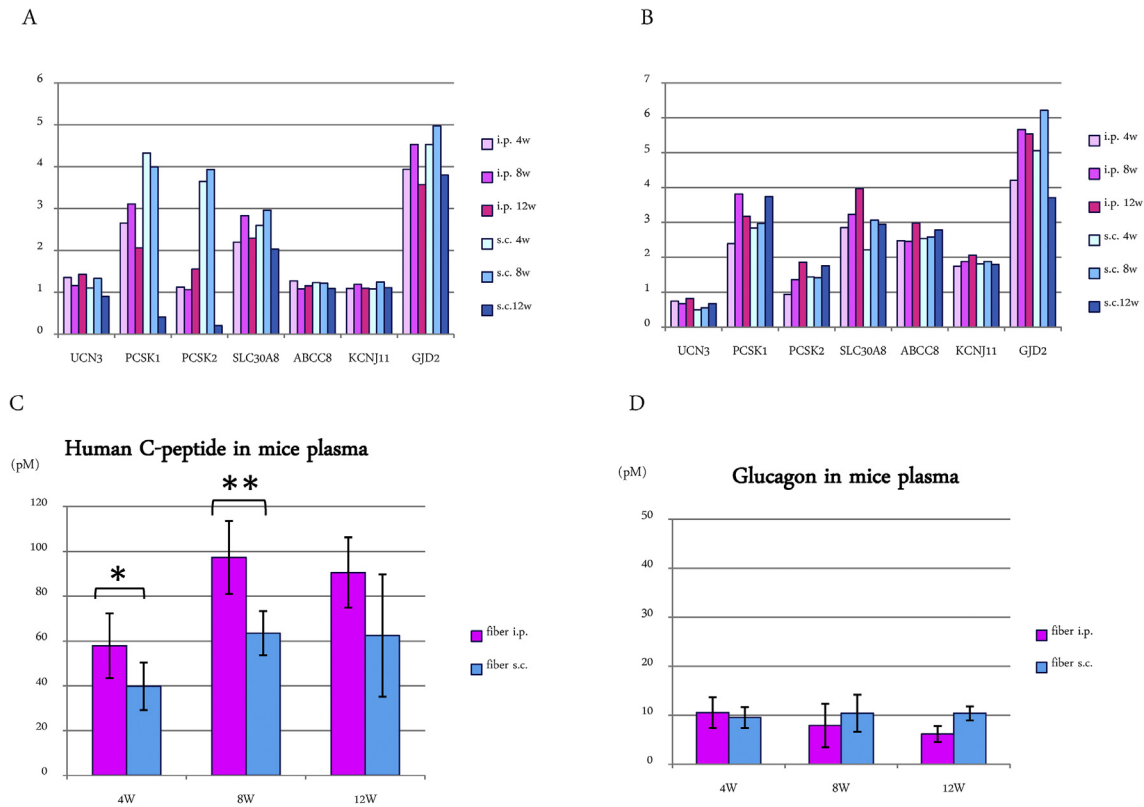 A
6
5
4
3
2
1
0
UCN3 PCSK1 PCSK2 SLC30A8 ABCC8 KCNJ11 GJD2
i.p. 4w
i.p. 8w
i.p. 12w
s.c. 4w
s.c. 8w
s.c.12w
B
7
6
5
4
3
2
1
0
UCN3 PCSK1 PCSK2 SLC30A8 ABCC8 KCNJ11 GJD2
i.p. 4w
i.p. 8w
i.p. 12w
s.c. 4w
s.c. 8w
s.c.12w
C
Human C-peptide in mice plasma
(pM)
120
100
80
60
40
20
0
*
**
4W 8W 12W
fiber i.p.
fiber s.c.
D
Glucagon in mice plasma
(pM)
50
40
30
20
10
0
4W 8W 12W
fiber i.p.
fiber s.c.